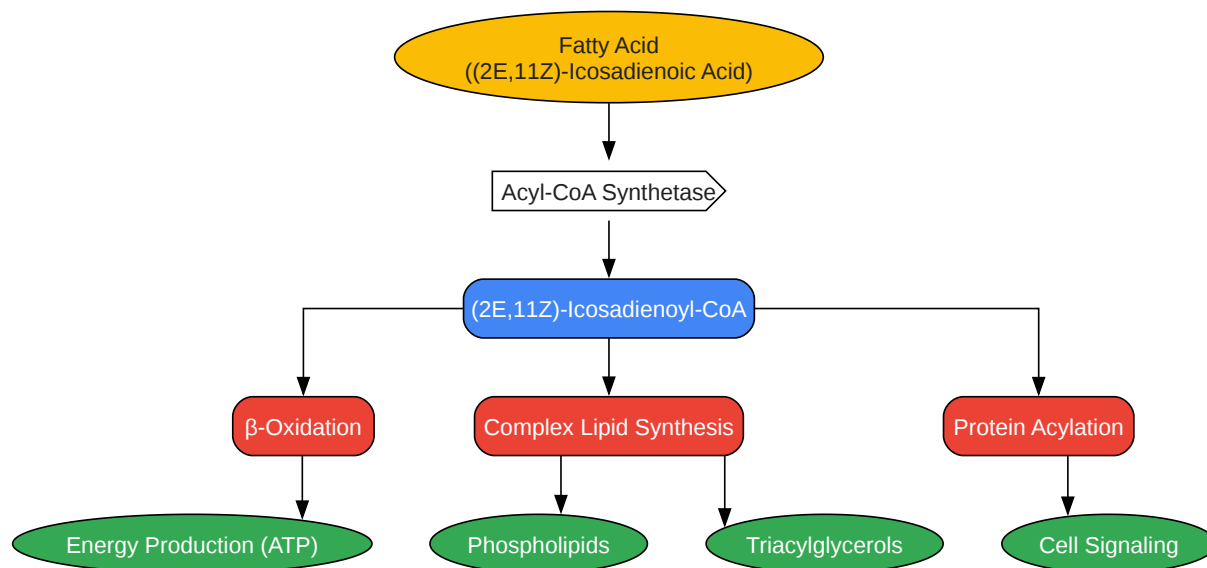 Fatty Acid
((2E,11Z)-Icosadienoic Acid)
Acyl-CoA Synthetase
(2E,11Z)-Icosadienoyl-CoA
β-Oxidation
Complex Lipid Synthesis
Protein Acylation
Energy Production (ATP)
Phospholipids
Triacylglycerols
Cell Signaling